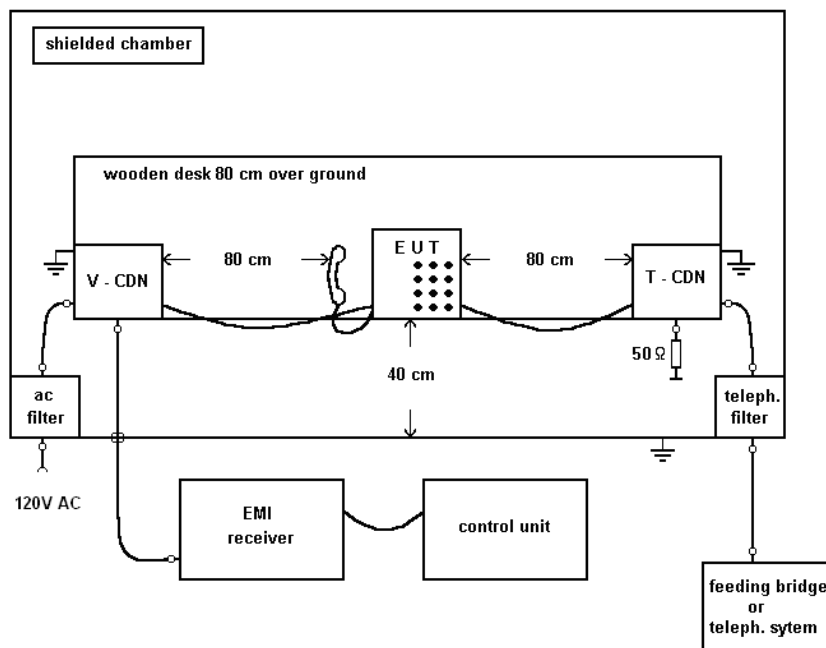 shielded chamber
wooden desk 80 cm over ground
V - CDN
80 cm
E U T
80 cm
T - CDN
50 Ω
40 cm
ac
filter
teleph.
filter
120V AC
EMI
receiver
control unit
feeding bridge
or
teleph. sytem